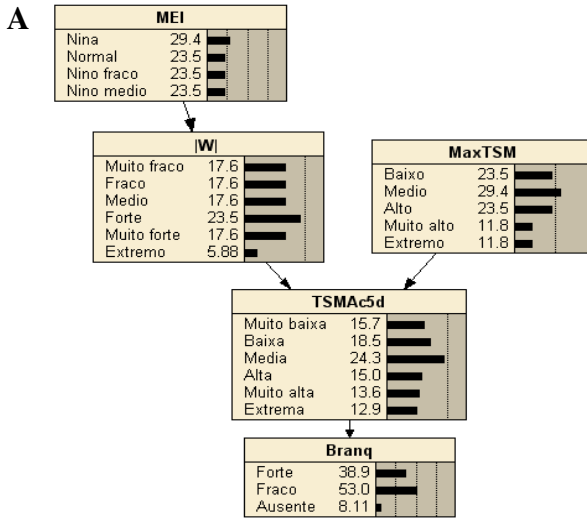 A
MEI
Nina 29.4
Normal 23.5
Nino fraco 23.5
Nino medio 23.5
|W|
Muito fraco 17.6
Fraco 17.6
Medio 17.6
Forte 23.5
Muito forte 17.6
Extremo 5.88
MaxTSM
Baixo 23.5
Medio 29.4
Alto 23.5
Muito alto 11.8
Extremo 11.8
TSMAc5d
Muito baixa 15.7
Baixa 18.5
Media 24.3
Alta 15.0
Muito alta 13.6
Extrema 12.9
Branq
Forte 38.9
Fraco 53.0
Ausente 8.11